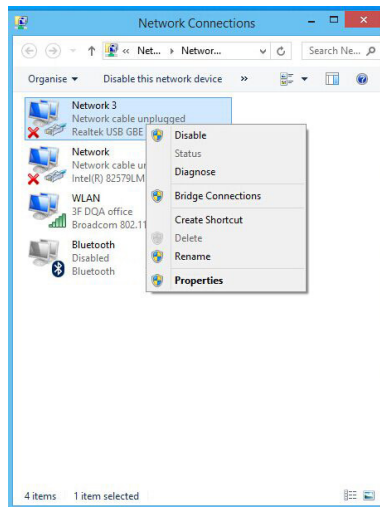 Network Connections
« Net... Networ...
Search Ne...
Organise
Disable this network device
»
Network 3
Network cable unplugged
Realtek USB GBE
Network
Network cable un
Intel(R) 82579LM
WLAN
3F DQA office
Broadcom 802.11
Bluetooth
Disabled
Bluetooth
Disable
Status
Diagnose
Bridge Connections
Create Shortcut
Delete
Rename
Properties
4 items 1 item selected